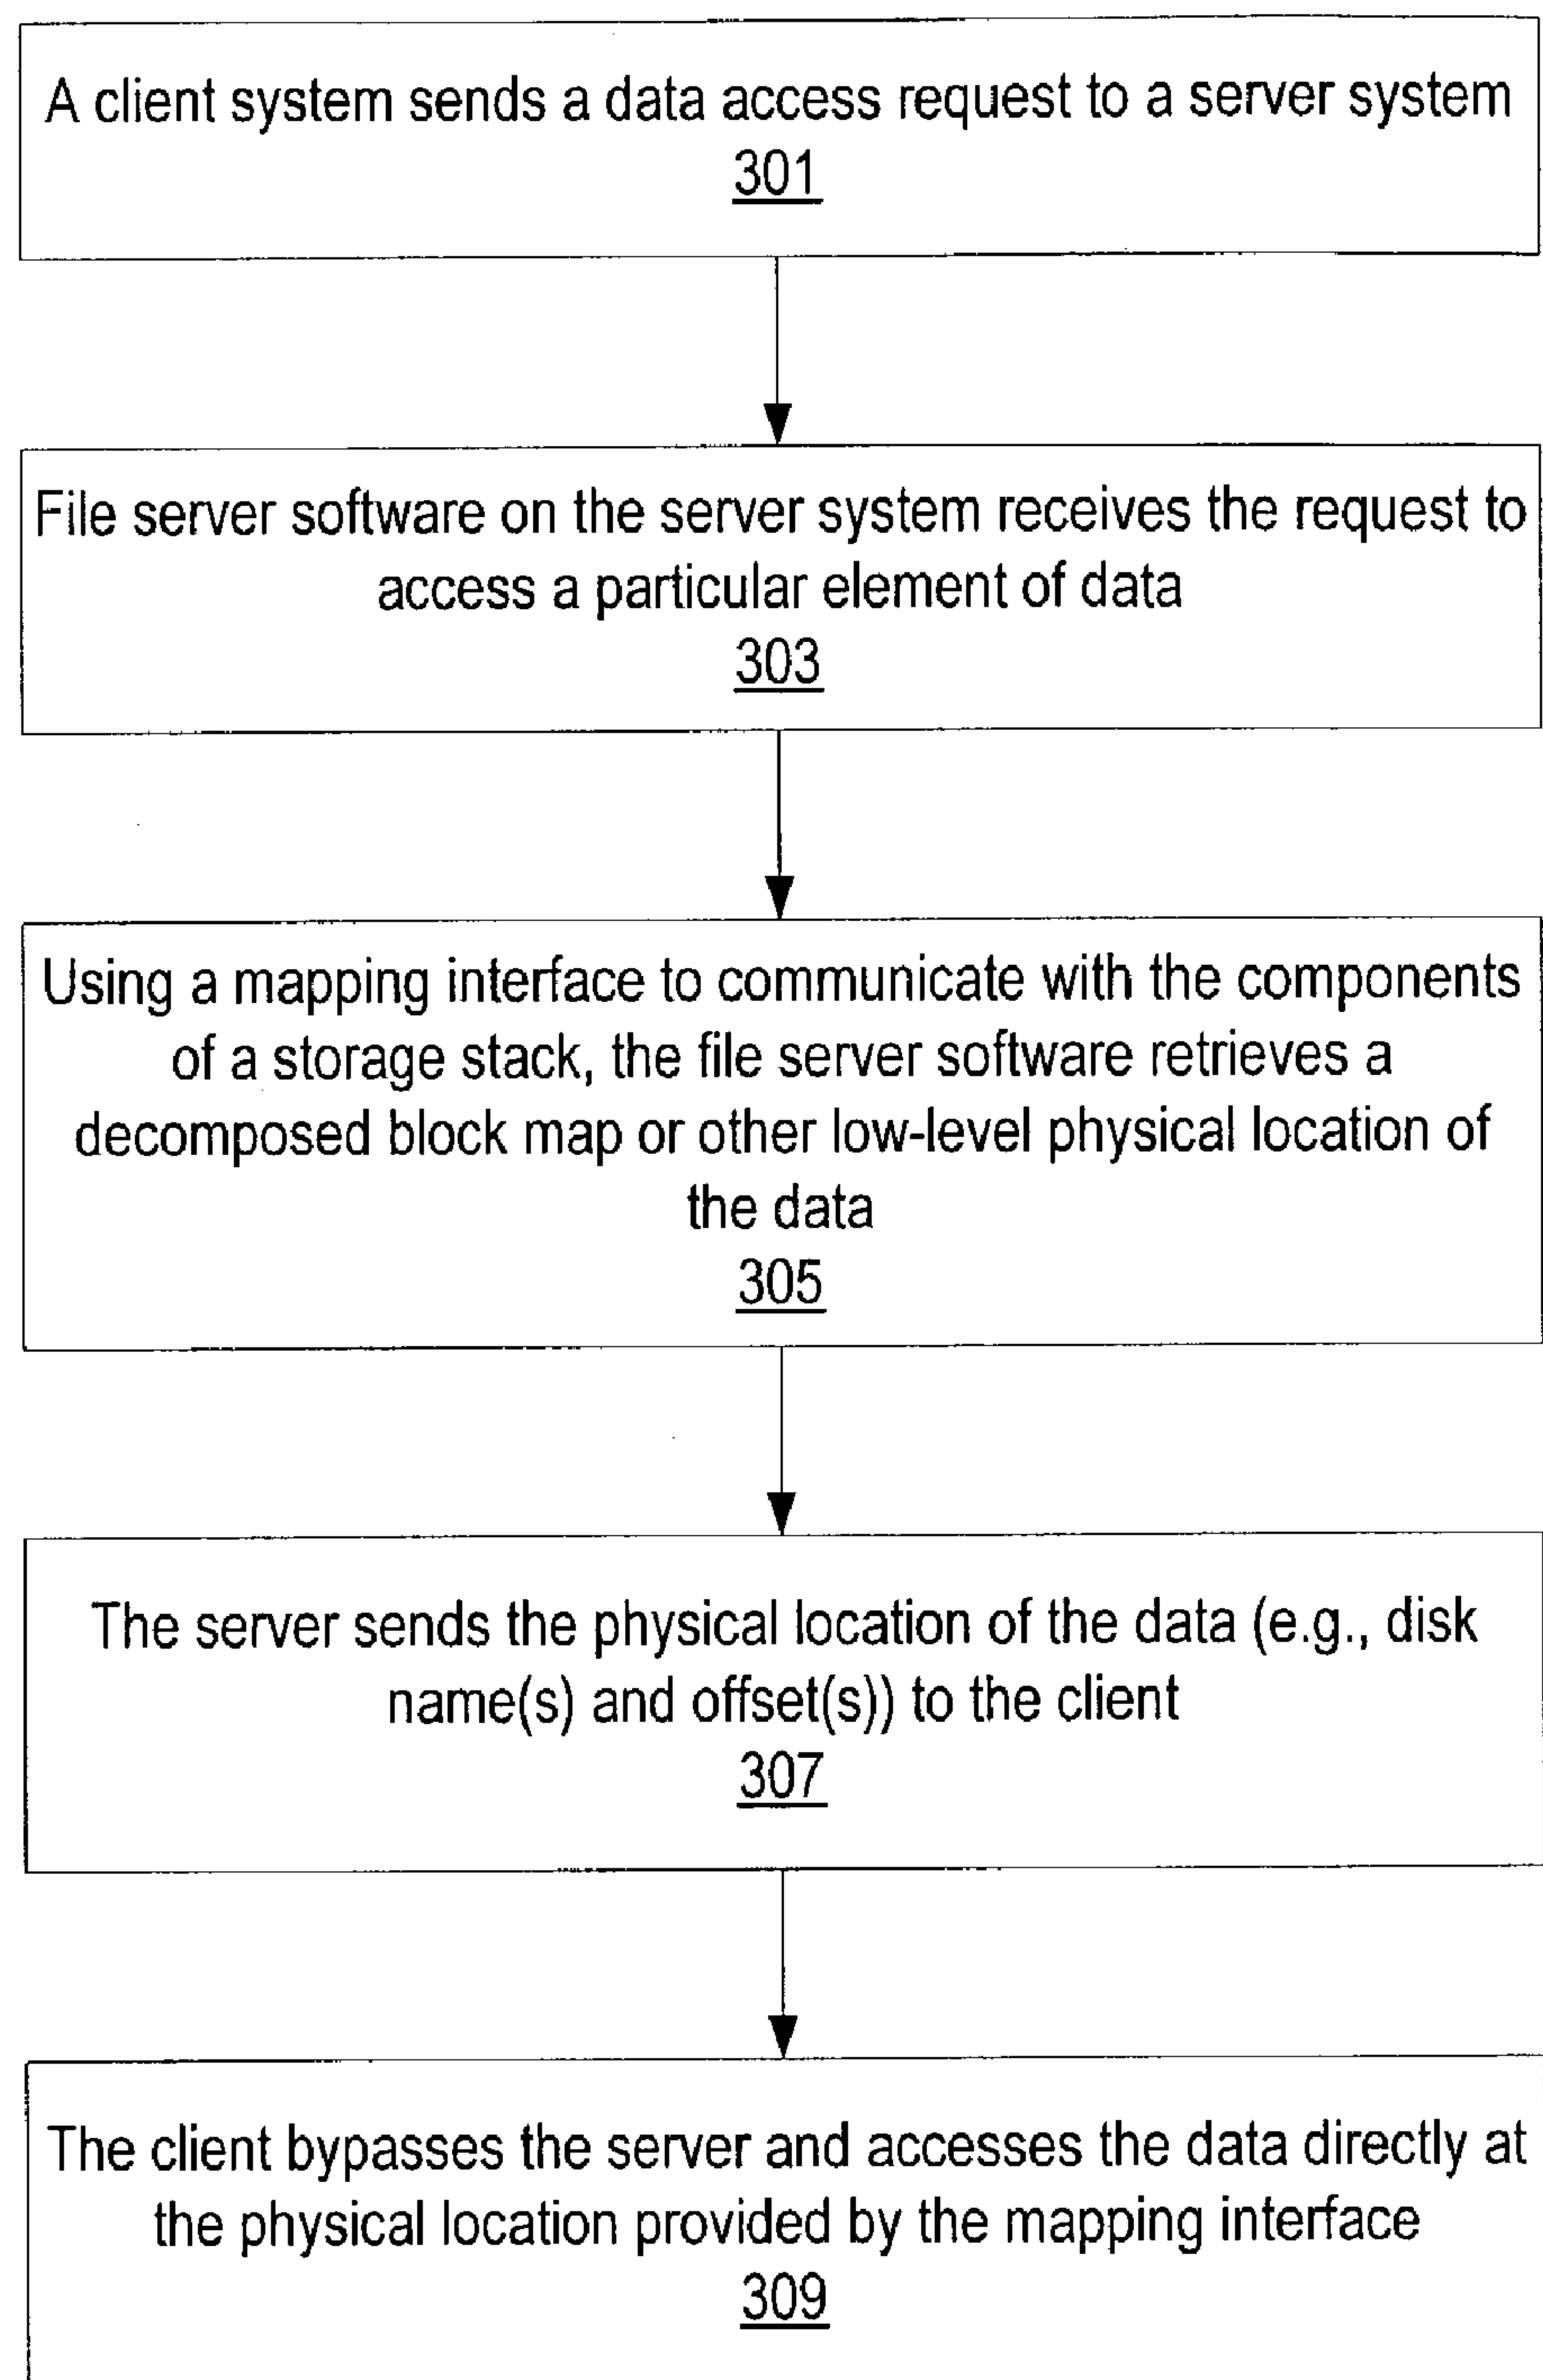 A client system sends a data access request to a server system
301
File server software on the server system receives the request to
access a particular element of data
303
Using a mapping interface to communicate with the components
of a storage stack, the file server software retrieves a
decomposed block map or other low-level physical location of
the data
305
The server sends the physical location of the data (e.g., disk
name(s) and offset(s)) to the client
307
The client bypasses the server and accesses the data directly at
the physical location provided by the mapping interface
309